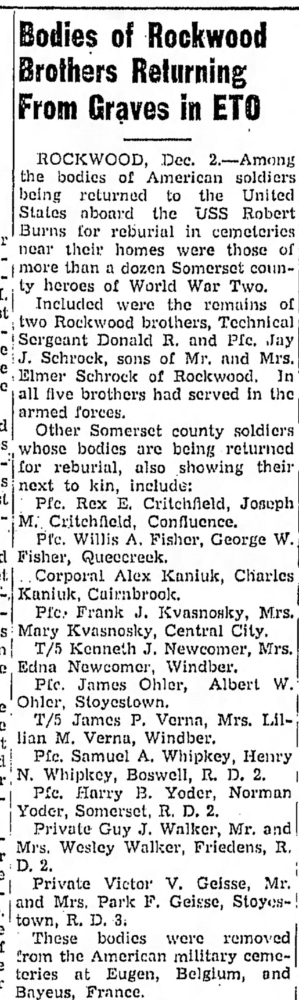 Bodies of Rockwood
Brothers Returning
From Graves in ETO
ROCKWOOD, Dec. 2.—Among
the bodies of American soldiers
being returned to the United
States aboard the USS Robert
Burns for reburial in cemeteries
near their homes were those of
more than a dozen Somerset coun-
ty heroes of World War Two.
Included were the remains of
two Rockwood brothers, Technical
Sergeant Donald R. and Pfc. Jay
J. Schrock, sons of Mr. and Mrs.
Elmer Schrock of Rockwood. In
all five brothers had served in the
armed forces.
Other Somerset county soldiers
whose bodies are being returned
for reburial, also showing their
next to kin, include:
Pfc. Rex E. Critchfield, Joseph
M. Critchfield, Confluence.
Pfc. Willis A. Fisher, George W.
Fisher, Quecreek.
Corporal Alex Kaniuk, Charles
Kaniuk, Cairnbrook.
Pfc. Frank J. Kvasnosky, Mrs.
Mary Kvasnosky, Central City.
T/5 Kenneth J. Newcomer, Mrs.
Edna Newcomer, Windber.
Pfc. James Ohler, Albert W.
Ohler, Stoyestown.
T/5 James P. Verna, Mrs. Lil-
lian M. Verna, Windber.
Pfc. Samuel A. Whipkey, Henry
N. Whipkey, Boswell, R. D. 2.
Pfc. Harry B. Yoder, Norman
Yoder, Somerset, R. D. 2.
Private Guy J. Walker, Mr. and
Mrs. Wesley Walker, Friedens, R.
D. 2.
Private Victor V. Geisse, Mr.
and Mrs. Park F. Geisse, Stoyes-
town, R. D. 3.
These bodies were removed
from the American military ceme-
teries at Eugen, Belgium, and
Bayeus, France.